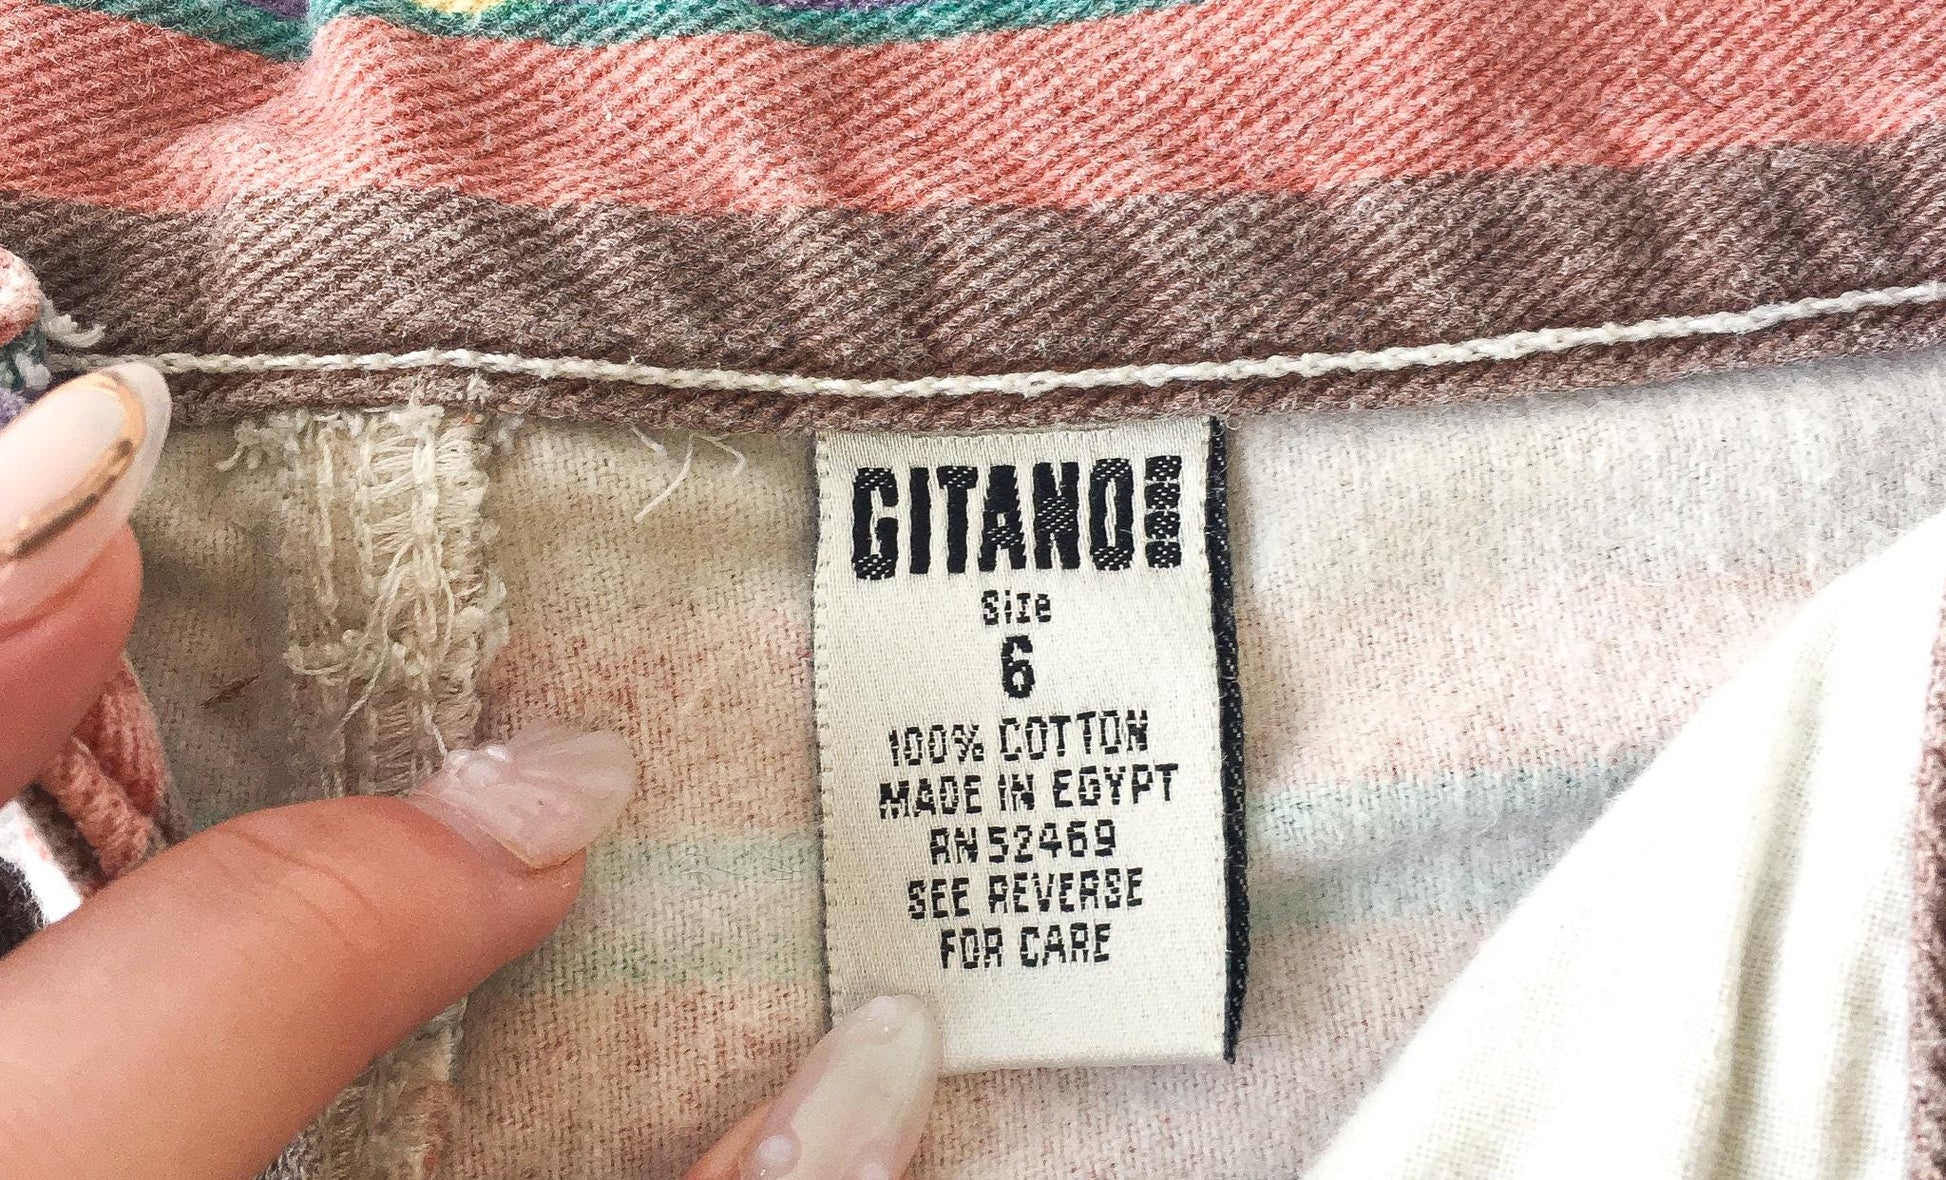 GITANO
Size
6
100% COTTON
MADE IN EGYPT
RN 52469
SEE REVERSE
FOR CARE